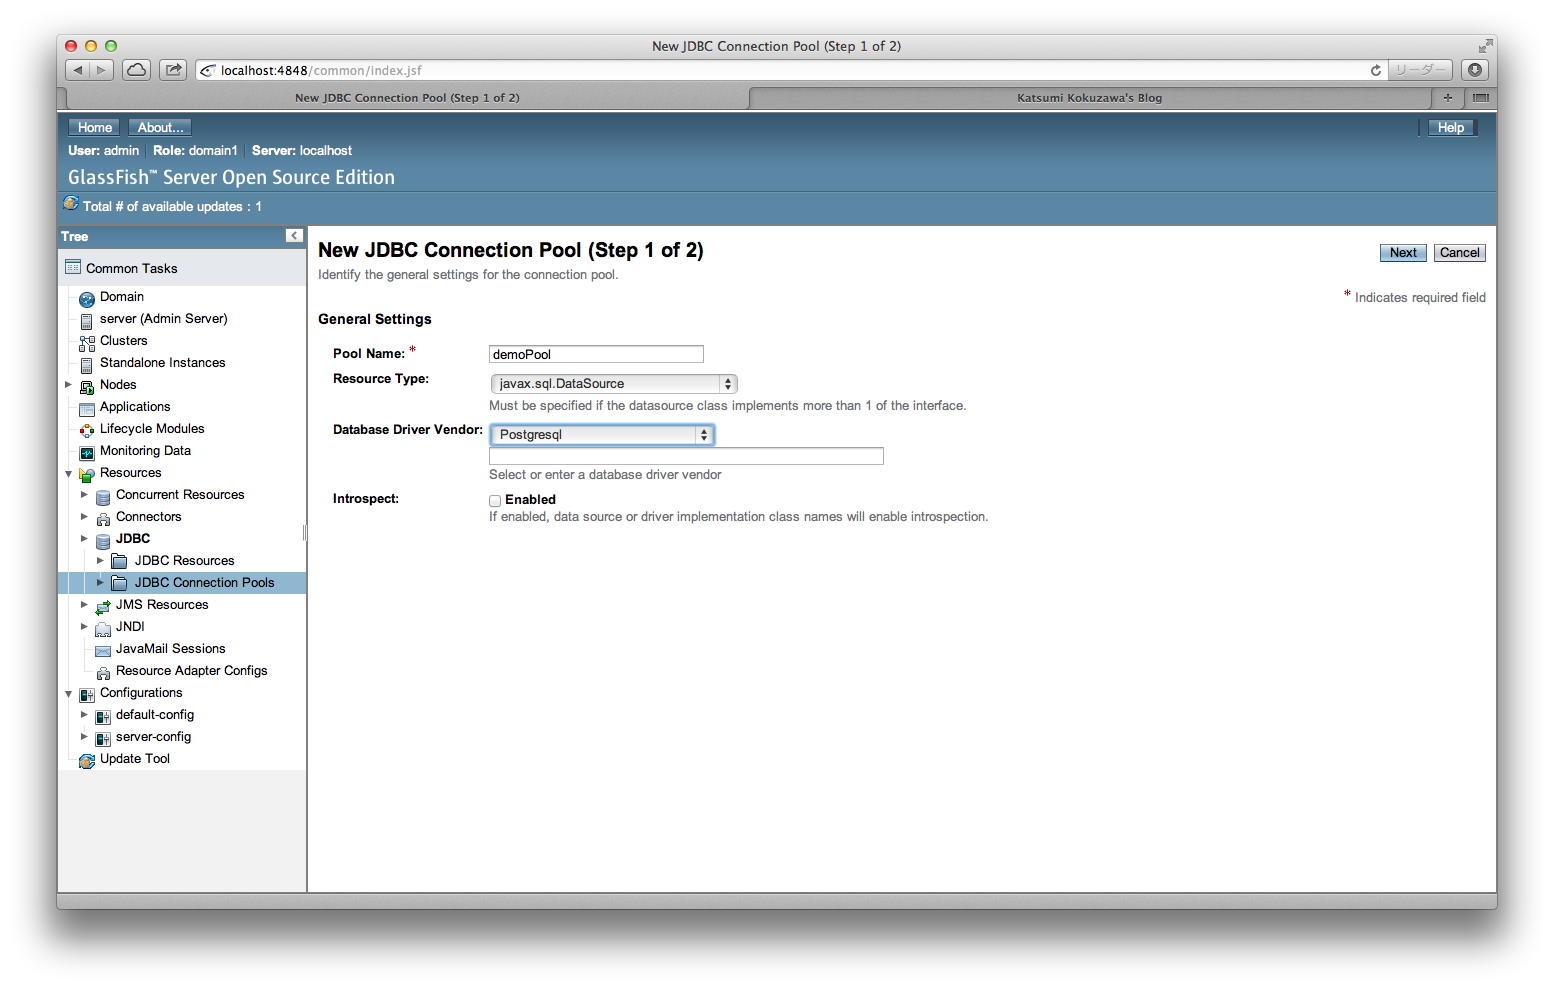 New JDBC Connection Pool (Step 1 of 2)
localhost:4848/common/index.jsf
リーダー
New JDBC Connection Pool (Step 1 of 2)
Katsumi Kokuzawa's Blog
Home
About...
Help
User: admin
Role: domain1
Server: localhost
GlassFish™ Server Open Source Edition
Total # of available updates : 1
Tree
Common Tasks
Domain
server (Admin Server)
Clusters
Standalone Instances
Nodes
Applications
Lifecycle Modules
Monitoring Data
Resources
Concurrent Resources
Connectors
JDBC
JDBC Resources
JDBC Connection Pools
JMS Resources
JNDI
JavaMail Sessions
Resource Adapter Configs
Configurations
default-config
server-config
Update Tool
New JDBC Connection Pool (Step 1 of 2)
Next
Cancel
Identify the general settings for the connection pool.
* Indicates required field
General Settings
Pool Name: *
demoPool
Resource Type:
javax.sql.DataSource
Must be specified if the datasource class implements more than 1 of the interface.
Database Driver Vendor:
Postgresql
Select or enter a database driver vendor
Introspect:
Enabled
If enabled, data source or driver implementation class names will enable introspection.